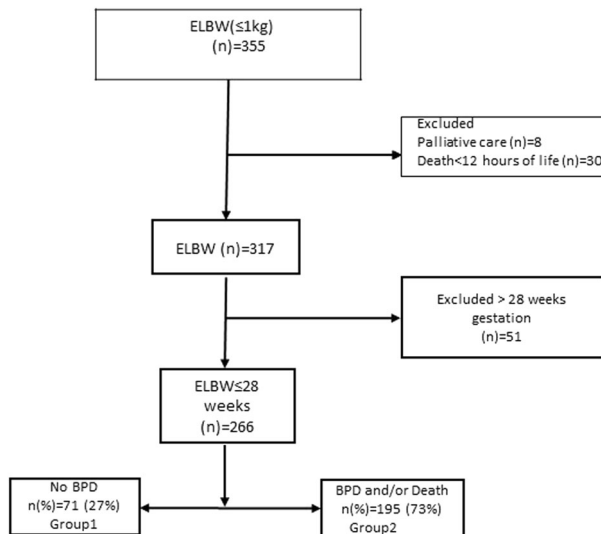 ELBW(≤1kg)
(n)=355
Excluded
Palliative care (n)=8
Death<12 hours of life (n)=30
ELBW (n)=317
Excluded > 28 weeks
gestation
(n)=51
ELBW≤28
weeks
(n)=266
No BPD
n(%)=71 (27%)
Group1
BPD and/or Death
n(%)=195 (73%)
Group2